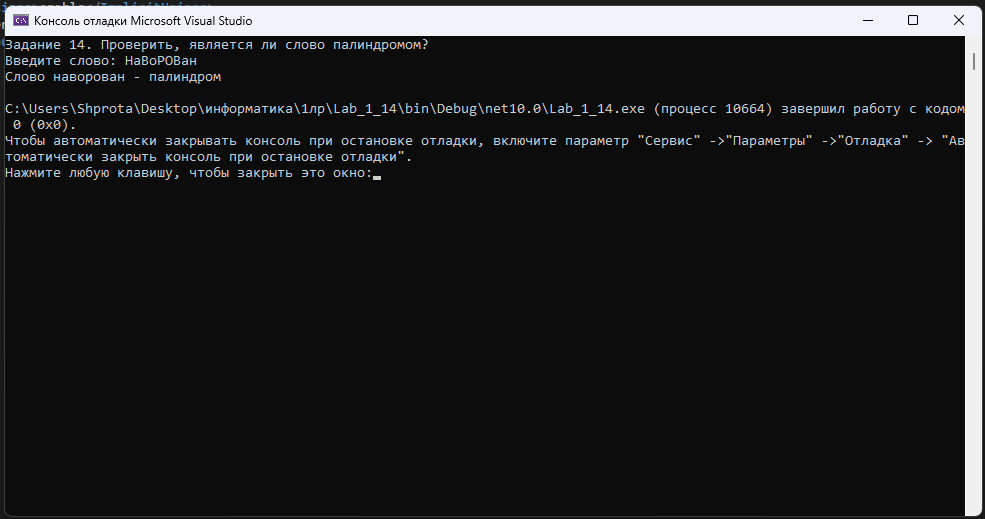 Консоль отладки Microsoft Visual Studio
Задание 14. Проверить, является ли слово палиндромом?
Введите слово: НаВоРОВан
Слово наворован - палиндром
C:\Users\Shprota\Desktop\информатика\1лр\Lab_1_14\bin\Debug\net10.0\Lab_1_14.exe (процесс 10664) завершил работу с кодом
0 (0x0).
Чтобы автоматически закрывать консоль при остановке отладки, включите параметр "Сервис" ->"Параметры" ->"Отладка" -> "Ав
томатически закрыть консоль при остановке отладки".
Нажмите любую клавишу, чтобы закрыть это окно: